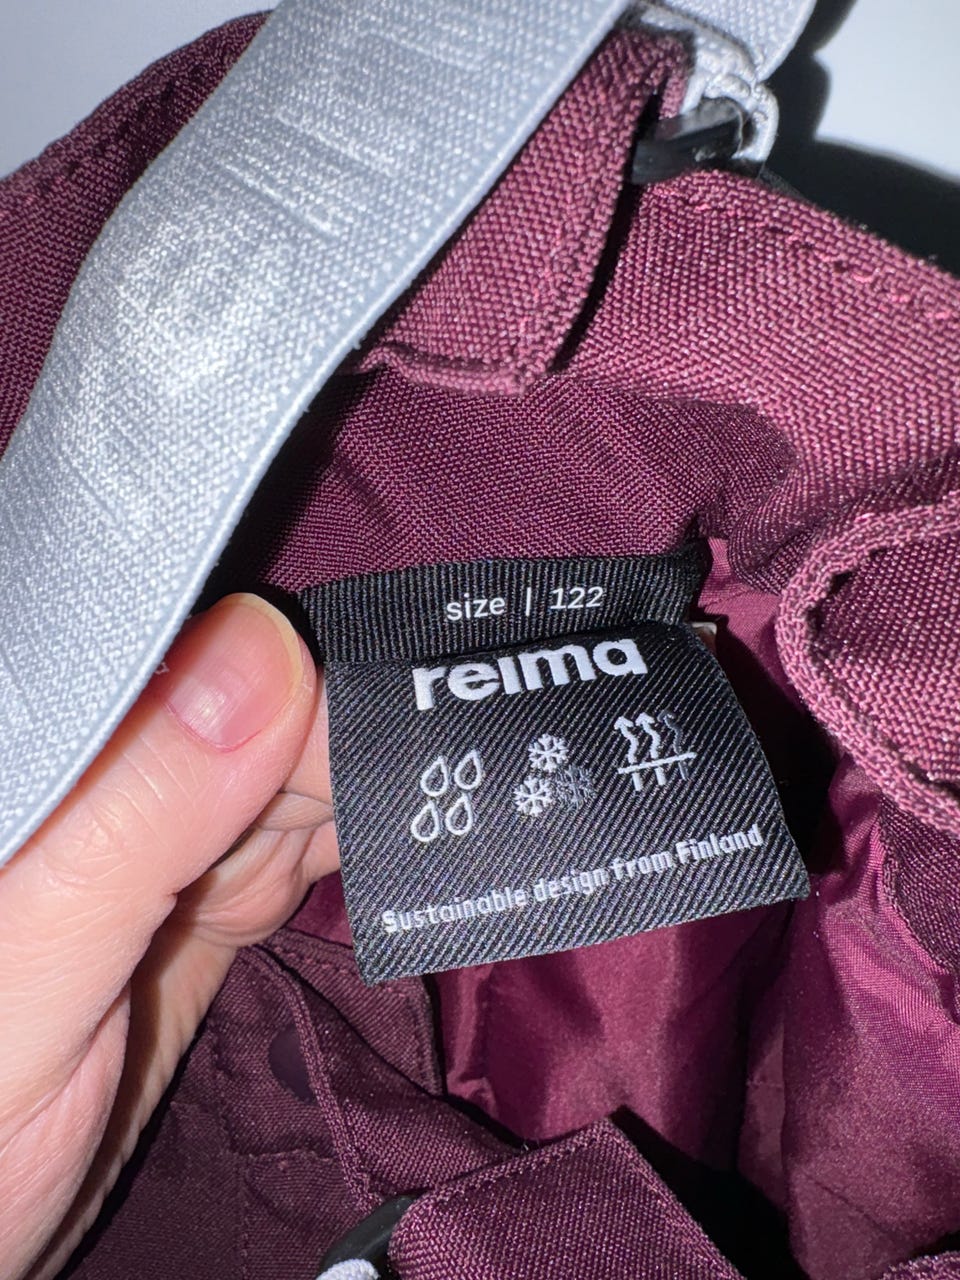 size | 122
reima
Sustainable design from Finland